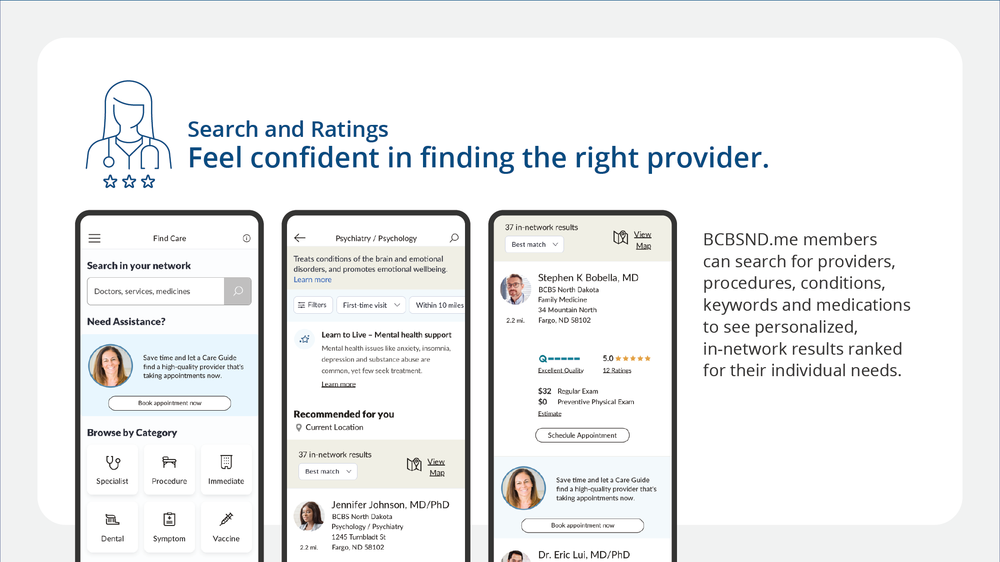 Search and Ratings
Feel confident in finding the right provider.
Find Care
Search in your network
Doctors, services, medicines
Need Assistance?
Save time and let a Care Guide
find a high-quality provider that's
taking appointments now.
Book appointment now
Browse by Category
Specialist
Procedure
Immediate
Dental
Symptom
Vaccine
Psychiatry / Psychology
Treats conditions of the brain and emotional
disorders, and promotes emotional wellbeing.
Learn more
Filters
First-time visit
Within 10 miles
Learn to Live – Mental health support
Mental health issues like anxiety, insomnia,
depression and substance abuse are
common, yet few seek treatment.
Learn more
Recommended for you
Current Location
37 in-network results
Best match
View
Map
Jennifer Johnson, MD/PhD
BCBS North Dakota
Psychology / Psychiatry
1245 Turnbladt St
2.2 mi.
Fargo, ND 58102
37 in-network results
Best match
View
Map
Stephen K Bobella, MD
BCBS North Dakota
Family Medicine
34 Mountain North
2.2 mi.
Fargo, ND 58102
Q
5.0
Excellent Quality
12 Ratings
$32 Regular Exam
$0 Preventive Physical Exam
Estimate
Schedule Appointment
Save time and let a Care Guide
find a high-quality provider that's
taking appointments now.
Book appointment now
Dr. Eric Lui, MD/PhD
BCBSND.me members
can search for providers,
procedures, conditions,
keywords and medications
to see personalized,
in-network results ranked
for their individual needs.